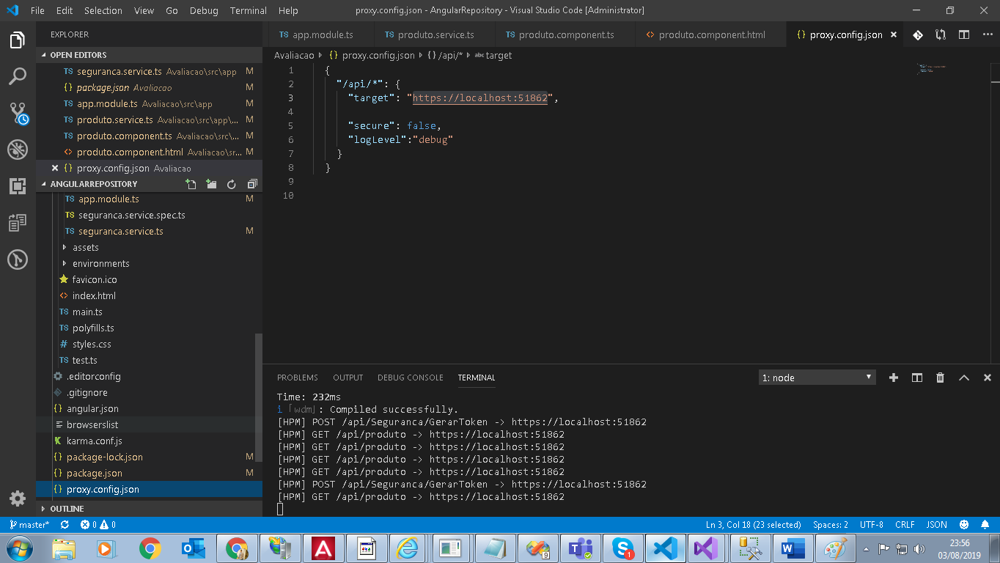 File Edit Selection View Go Debug Terminal Help proxy.config.json - AngularRepository - Visual Studio Code [Administrator]
EXPLORER
OPEN EDITORS
TS seguranca.service.ts Avaliacao\src\app M
{} package.json Avaliacao M
TS app.module.ts Avaliacao\src\app M
TS produto.service.ts Avaliacao\src\app\... M
TS produto.component.ts Avaliacao\src\... M
<> produto.component.html Avaliacao\sr... M
{} proxy.config.json Avaliacao
ANGULARREPOSITORY
TS app.module.ts M
TS seguranca.service.spec.ts
TS seguranca.service.ts M
assets
environments
favicon.ico
<> index.html
TS main.ts
TS polyfills.ts
# styles.css
TS test.ts
.editorconfig
.gitignore
{} angular.json
browserslist
karma.conf.js
{} package-lock.json M
{} package.json M
{} proxy.config.json
OUTLINE
TS app.module.ts TS produto.service.ts TS produto.component.ts <> produto.component.html {} proxy.config.json
Avaliacao {} proxy.config.json {} /api/* abc target
1 {
2 "/api/*": {
3 "target": "https://localhost:51862",
4
5 "secure": false,
6 "logLevel":"debug"
7 }
8 }
9
10
PROBLEMS OUTPUT DEBUG CONSOLE TERMINAL 1: node
Time: 232ms
i ｢wdm｣: Compiled successfully.
[HPM] POST /api/Seguranca/GerarToken -> https://localhost:51862
[HPM] GET /api/produto -> https://localhost:51862
[HPM] GET /api/produto -> https://localhost:51862
[HPM] GET /api/produto -> https://localhost:51862
[HPM] GET /api/produto -> https://localhost:51862
[HPM] POST /api/Seguranca/GerarToken -> https://localhost:51862
[HPM] GET /api/produto -> https://localhost:51862
master* 0 0 Ln 3, Col 18 (23 selected) Spaces: 2 UTF-8 CRLF JSON
23:56
03/08/2019